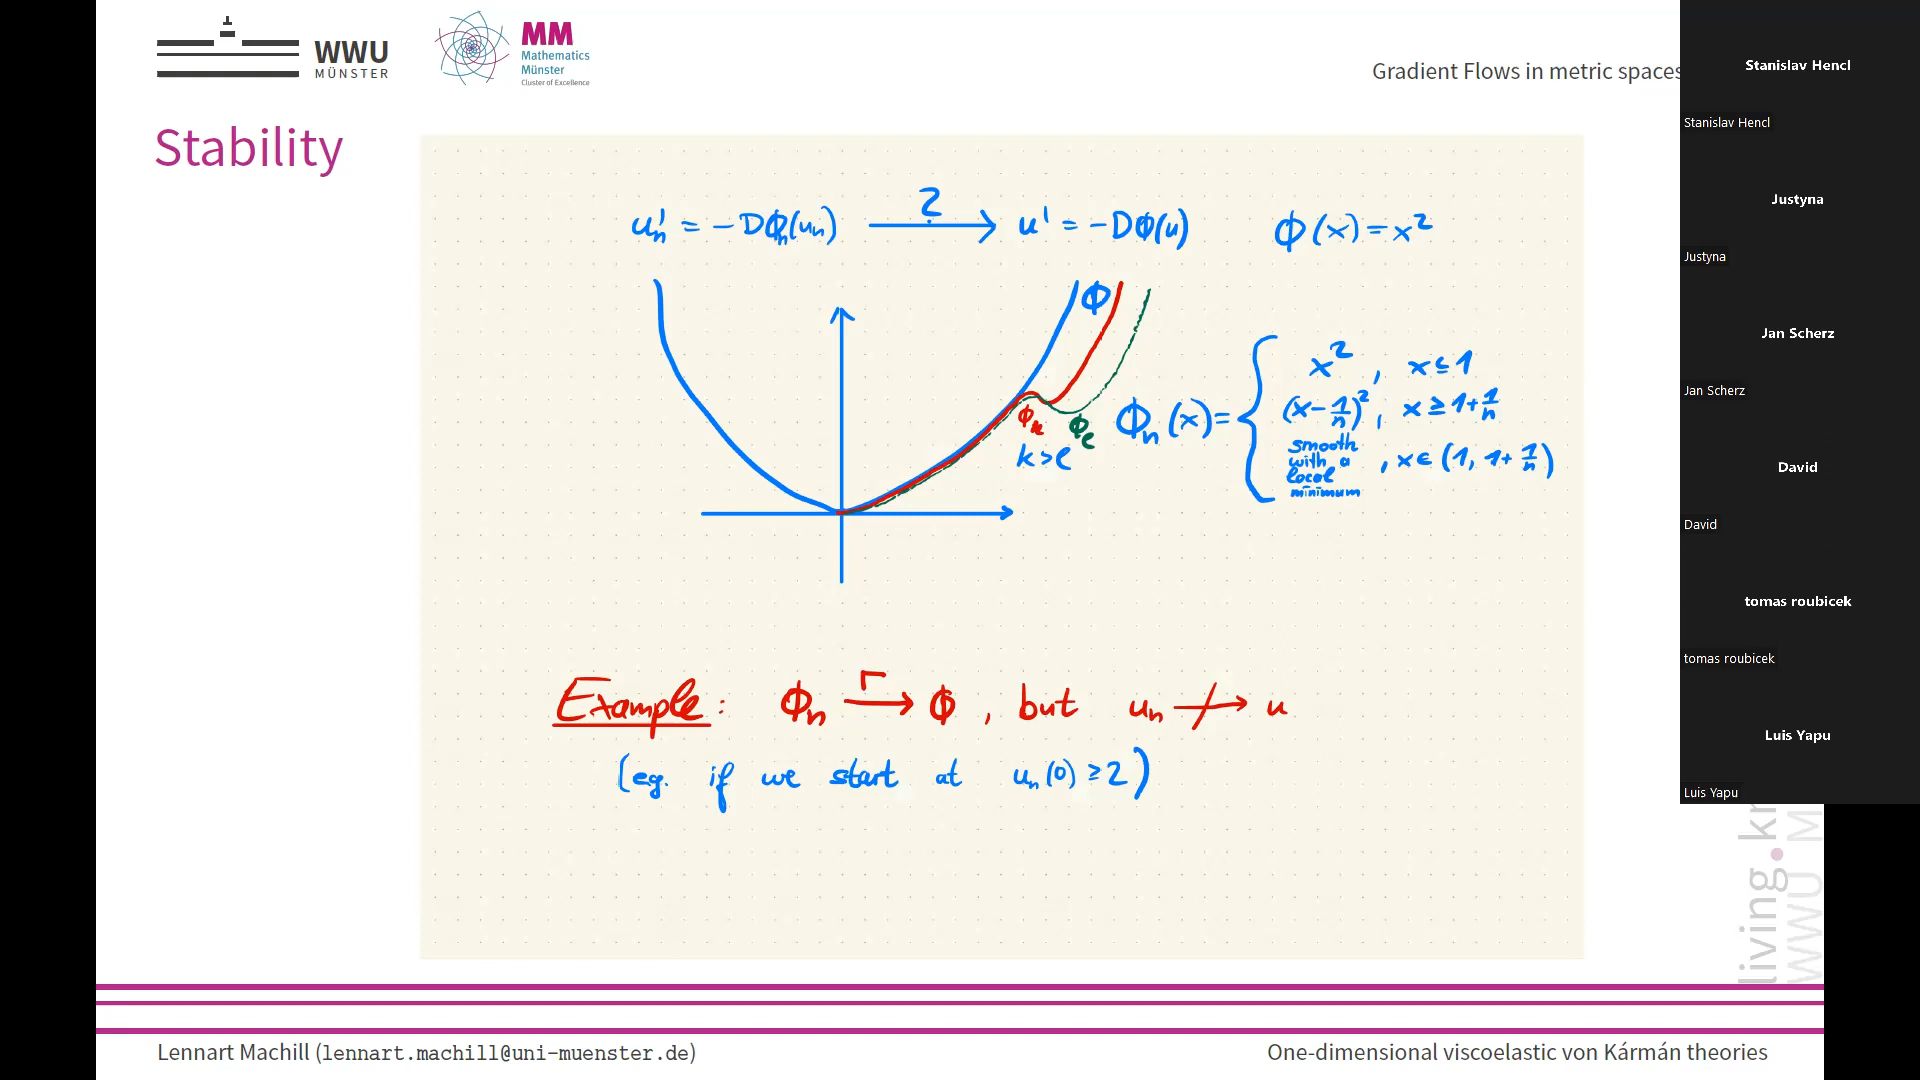 WWU
MÜNSTER
MM
Mathematics
Münster
Cluster of Excellence
Gradient Flows in metric spaces
Stability
u'ₙ = -DΦₙ(uₙ) ⟶ u' = -DΦ(u) Φ(x) = x²
?
Φ
Φₖ Φₗ
k > l
Φₙ(x) = { x² , x ≤ 1
(x - 1/n)² , x ≥ 1 + 1/n
smooth with a local minimum , x ∈ (1, 1 + 1/n)
Example: Φₙ —Γ→ Φ , but uₙ ↛ u
(eg. if we start at uₙ(0) ≥ 2)
Lennart Machill (lennart.machill@uni-muenster.de)
One-dimensional viscoelastic von Kármán theories
Stanislav Hencl
Stanislav Hencl
Justyna
Justyna
Jan Scherz
Jan Scherz
David
David
tomas roubicek
tomas roubicek
Luis Yapu
Luis Yapu
living.kn
WWU M